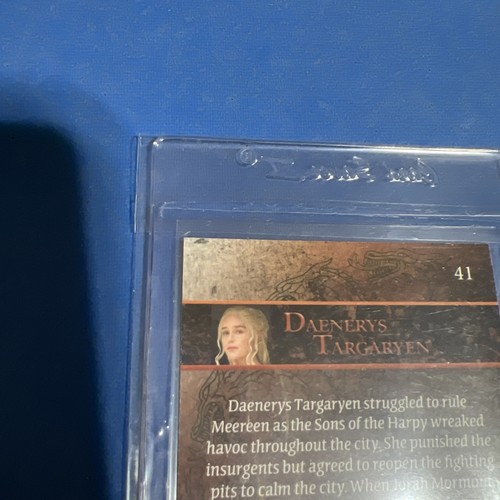 41
DAENERYS
TARGARYEN
Daenerys Targaryen struggled to rule
Meereen as the Sons of the Harpy wreaked
havoc throughout the city. She punished the
insurgents but agreed to reopen the fighting
pits to calm the city. When Jorah Mormont